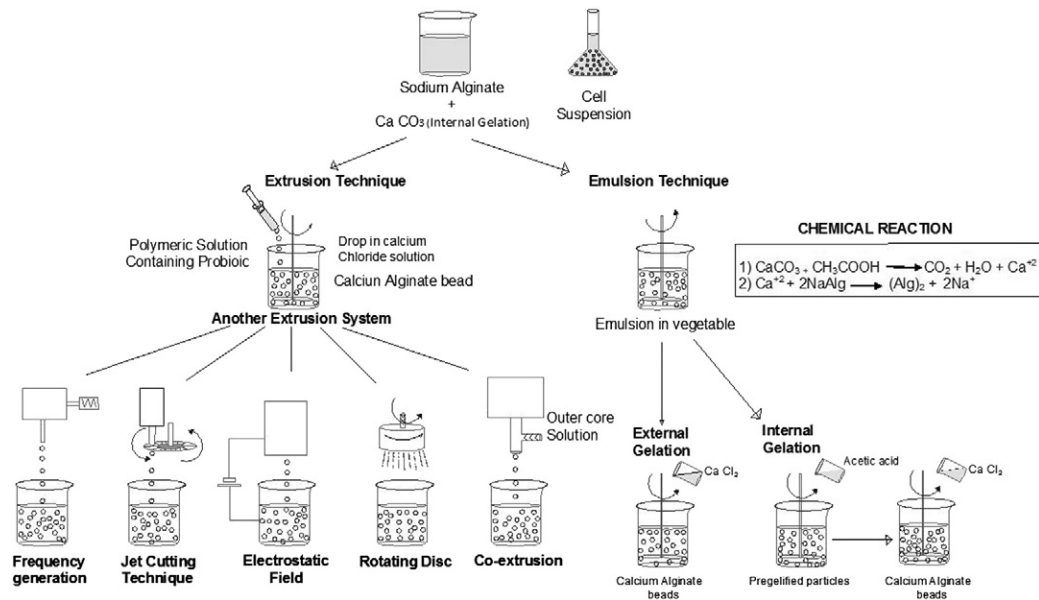 Sodium Alginate
+
Ca CO₃ (Internal Gelation)
Cell
Suspension
Extrusion Technique
Emulsion Technique
Polymeric Solution
Containing Probioic
Drop in calcium
Chloride solution
Calciun Alginate bead
Another Extrusion System
Emulsion in vegetable
CHEMICAL REACTION
1) CaCO₃ + CH₃COOH → CO₂ + H₂O + Ca⁺²
2) Ca⁺² + 2NaAlg → (Alg)₂ + 2Na⁺
Outer core
Solution
Frequency
generation
Jet Cutting
Technique
Electrostatic
Field
Rotating Disc
Co-extrusion
External
Gelation
Ca Cl₂
Internal
Gelation
Acetic acid
Ca Cl₂
Calcium Alginate
beads
Pregelified particles
Calcium Alginate
beads